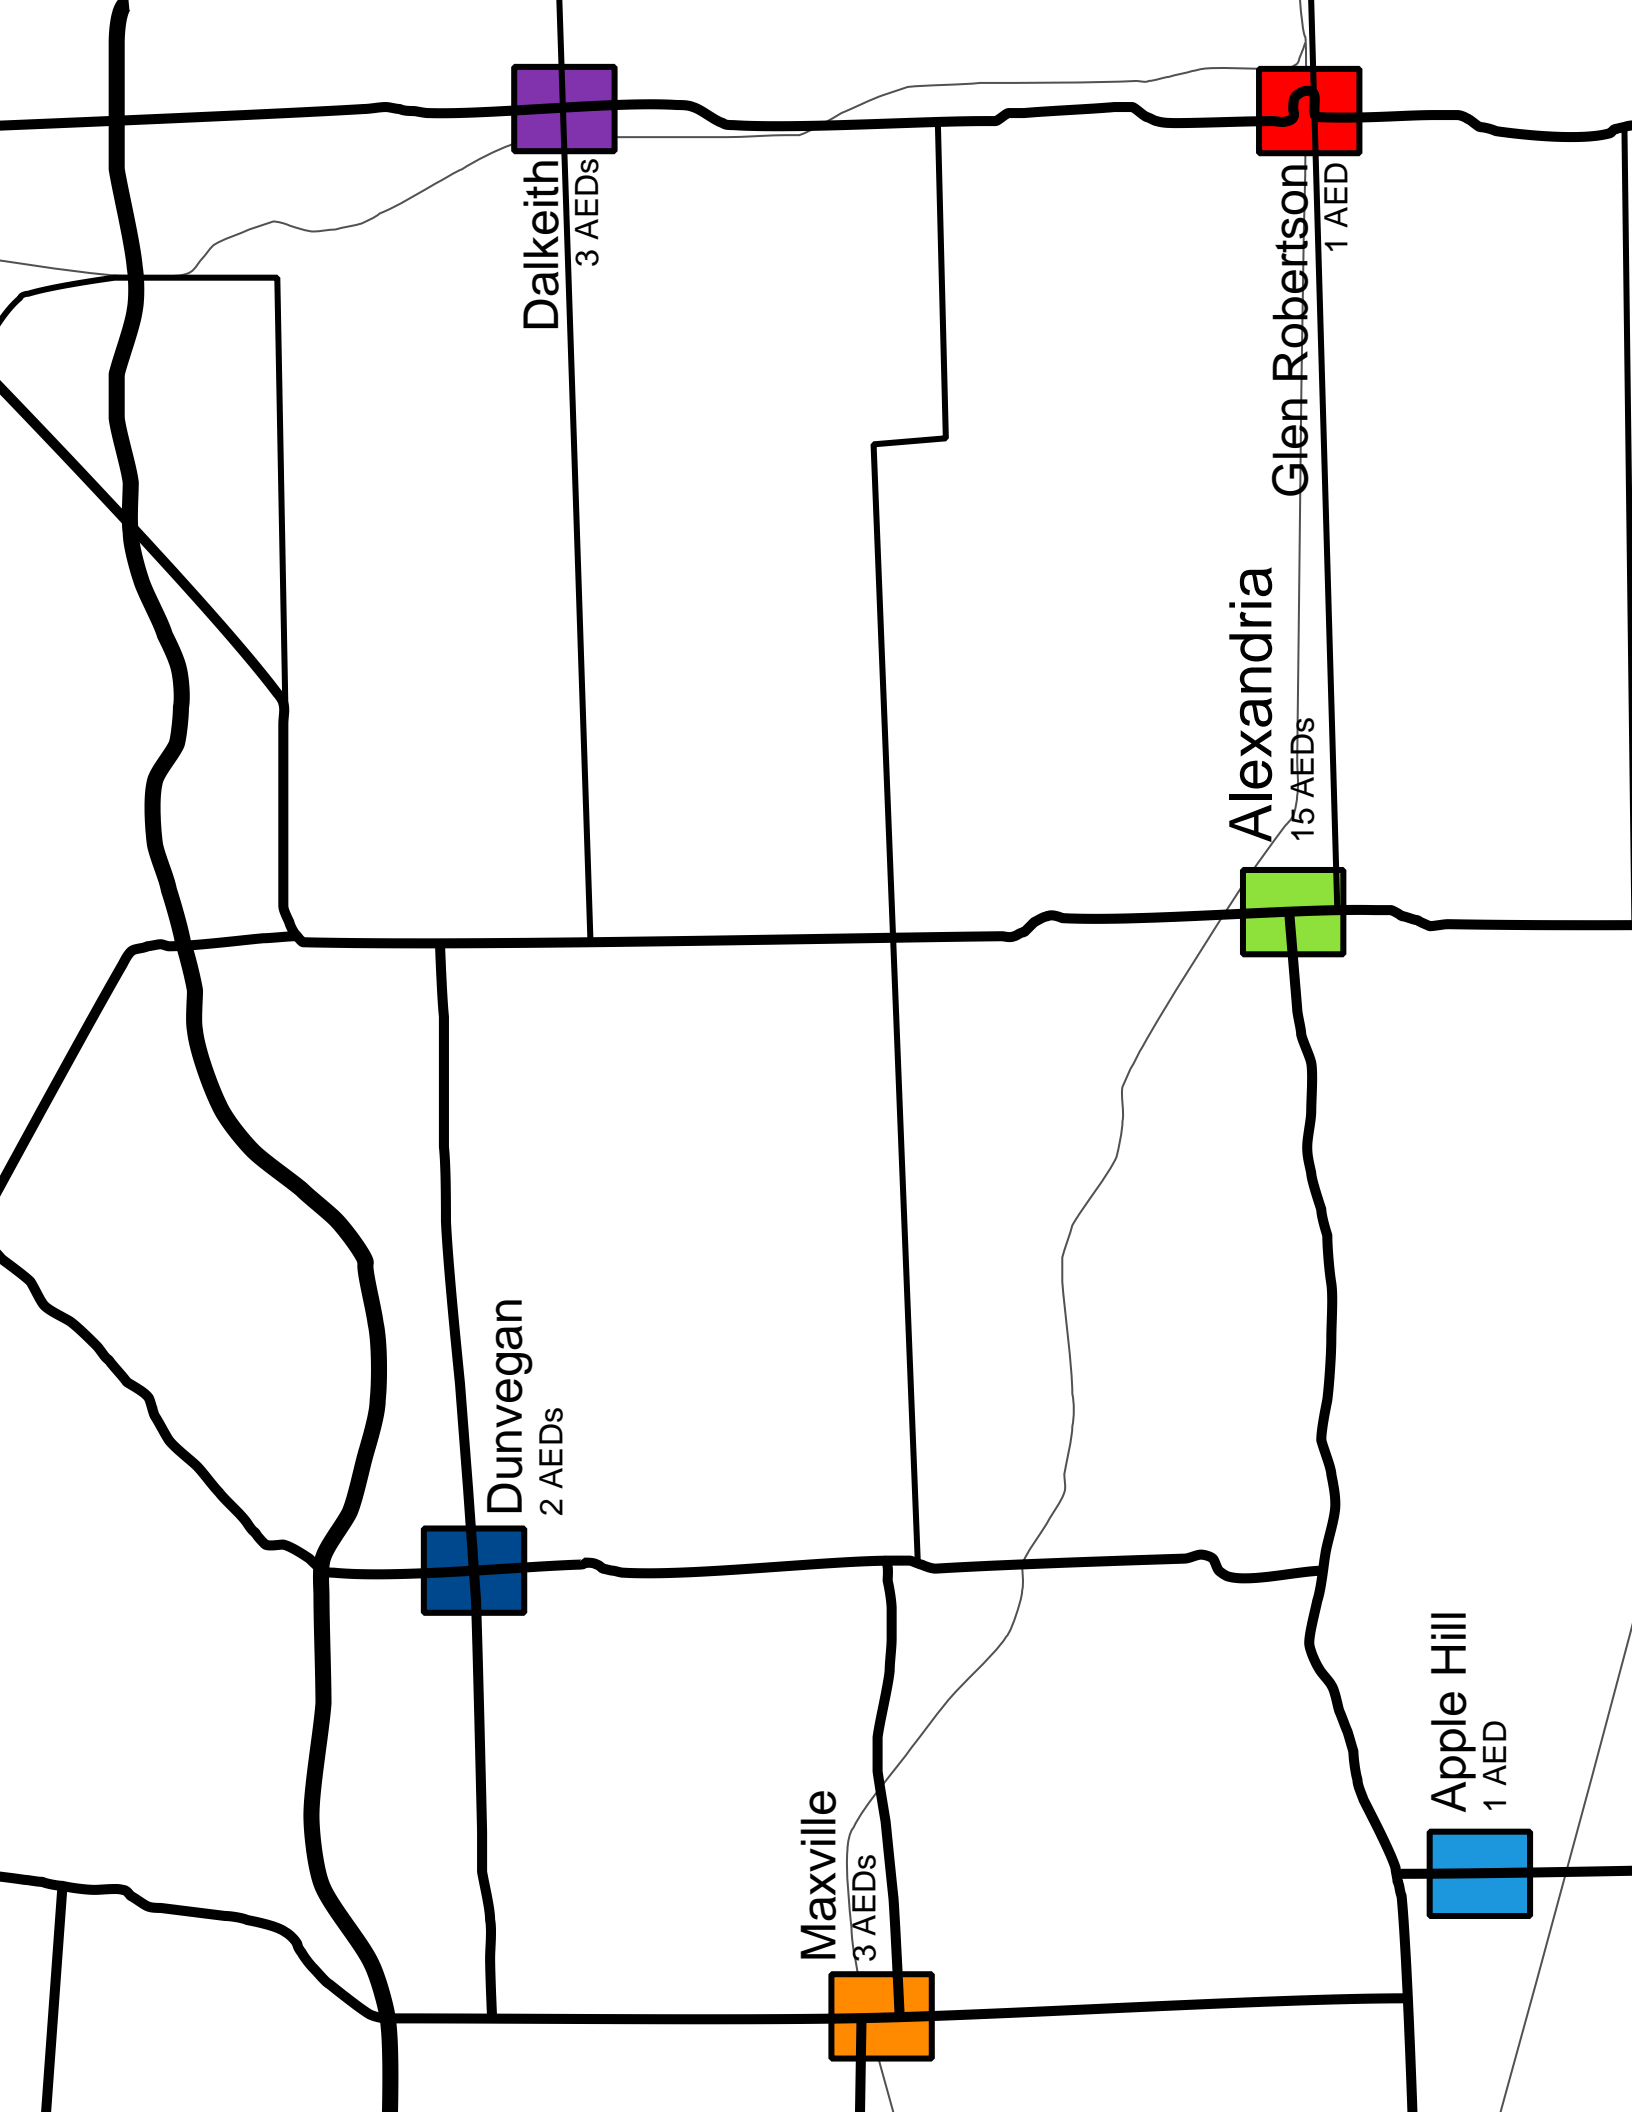 Maxville
3 AEDs
Dunvegan
2 AEDs
Apple Hill
1 AED
Alexandria
15 AEDs
Dalkeith
3 AEDs
Glen Robertson
1 AED